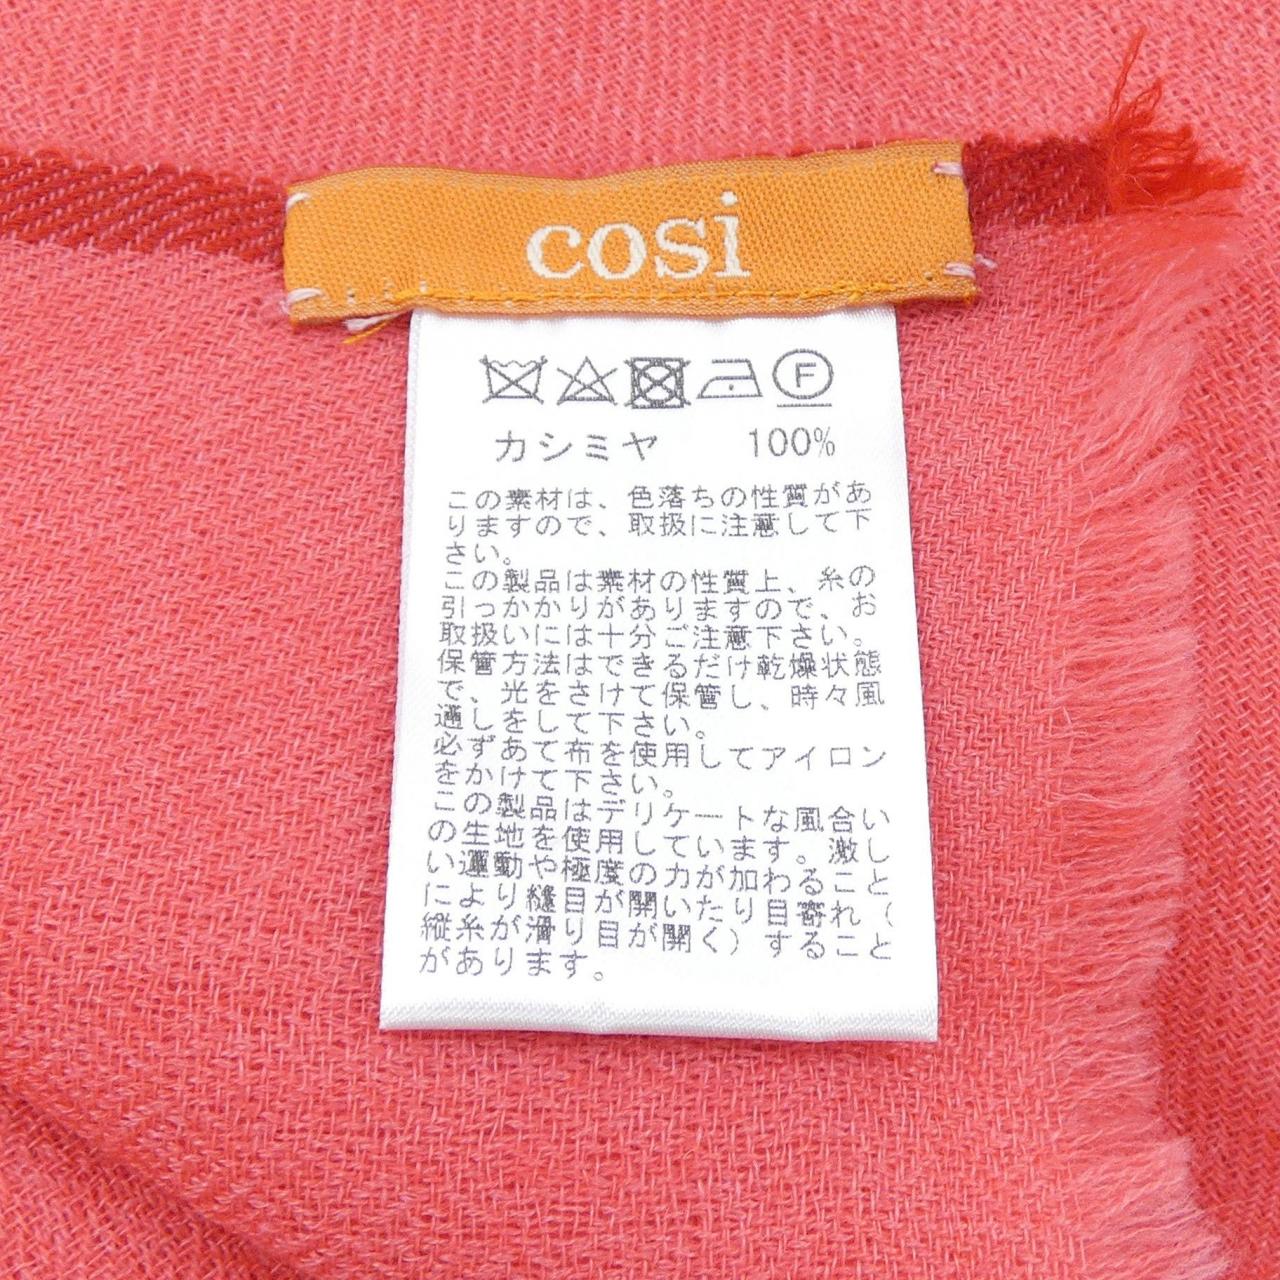 cosi
F
カシミヤ 100%
この素材は、色落ちの性質があ
りますので、取扱に注意して下
さい。
この製品は素材の性質上、糸の
引っかかりがありますので、お
取扱いには十分ご注意下さい。
保管方法はできるだけ乾燥状態
で、光をさけて保管し、時々風
通しをして下さい。
必ずあて布を使用してアイロン
をかけて下さい。
この製品はデリケートな風合い
の生地を使用しています。激し
い運動や極度の力が加わること
により縫目が開いたり目寄れ(
縦糸が滑り目が開く)すること
があります。